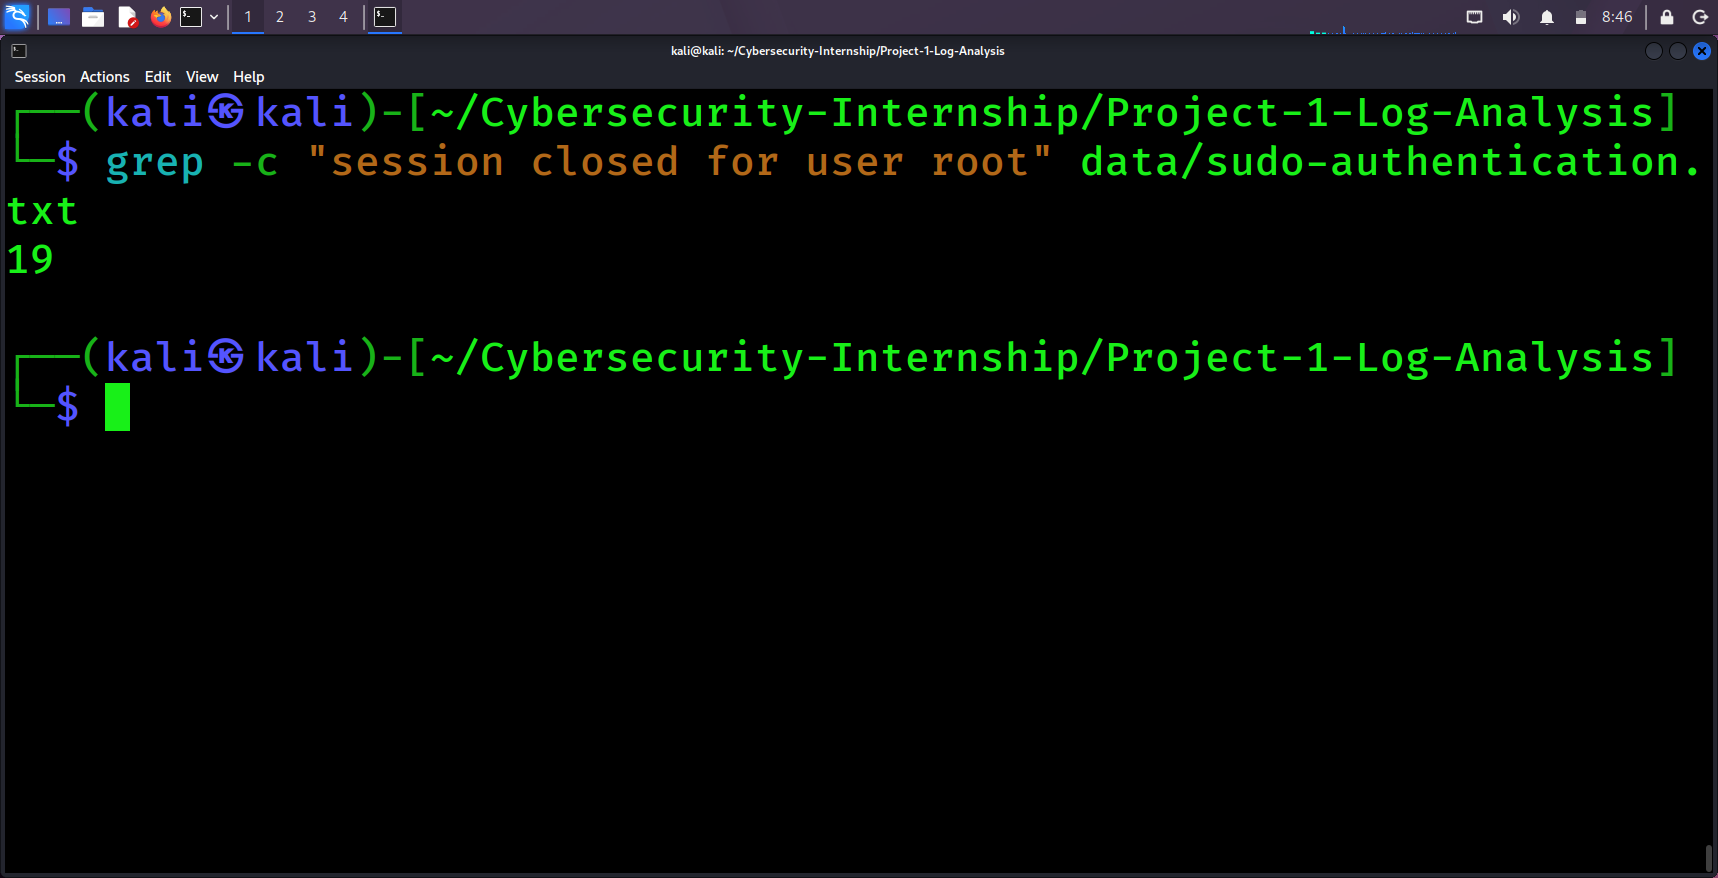 1 2 3 4
8:46
kali@kali: ~/Cybersecurity-Internship/Project-1-Log-Analysis
Session Actions Edit View Help
┌──(kali㉿kali)-[~/Cybersecurity-Internship/Project-1-Log-Analysis]
└─$ grep -c "session closed for user root" data/sudo-authentication.
txt
19
┌──(kali㉿kali)-[~/Cybersecurity-Internship/Project-1-Log-Analysis]
└─$